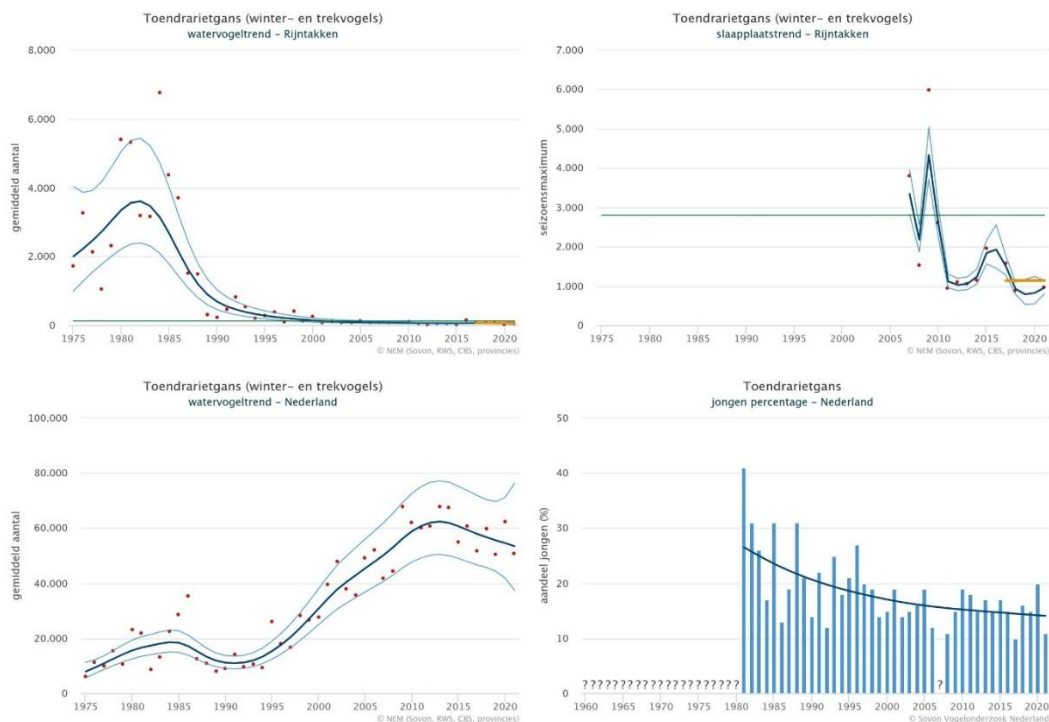 Toendrarietgans (winter- en trekvogels)
watervogeltrend - Rijntakken
gemiddeld aantal
8.000
6.000
4.000
2.000
0
1975 1980 1985 1990 1995 2000 2005 2010 2015 2020
© NEM (Sovon, RWS, CBS, provincies)
Toendrarietgans (winter- en trekvogels)
slaapplaatstrend - Rijntakken
seizoensmaximum
7.000
6.000
5.000
4.000
3.000
2.000
1.000
0
1975 1980 1985 1990 1995 2000 2005 2010 2015 2020
© NEM (Sovon, RWS, CBS, provincies)
Toendrarietgans (winter- en trekvogels)
watervogeltrend - Nederland
gemiddeld aantal
100.000
80.000
60.000
40.000
20.000
0
1975 1980 1985 1990 1995 2000 2005 2010 2015 2020
© NEM (Sovon, RWS, CBS, provincies)
Toendrarietgans
jongen percentage - Nederland
aandeel jongen (%)
50
40
30
20
10
0
? ? ? ? ? ? ? ? ? ? ? ? ? ? ? ? ? ? ? ? ? ?
1960 1965 1970 1975 1980 1985 1990 1995 2000 2005 2010 2015 2020
© Sovon Vogelonderzoek Nederland